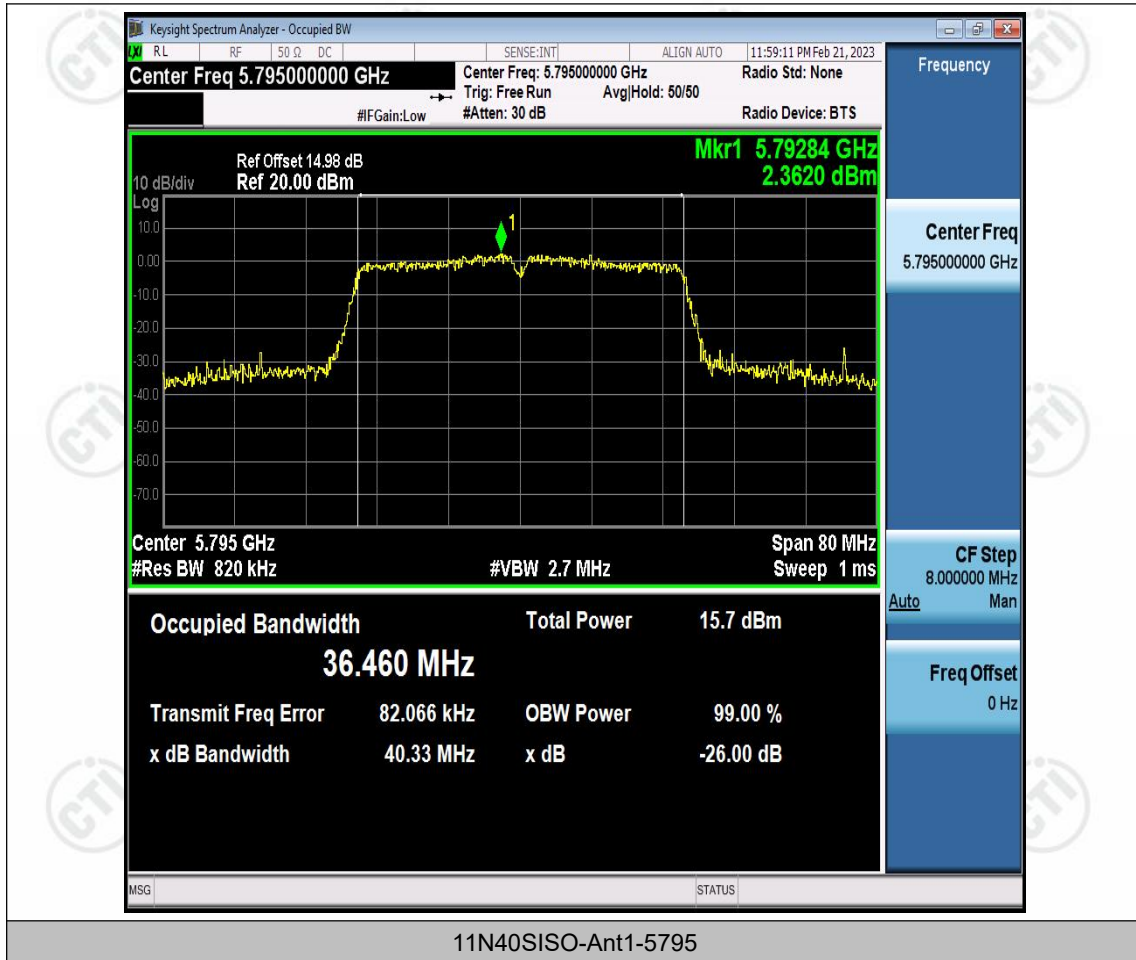 Keysight Spectrum Analyzer - Occupied BW
LXI RL RF 50 Ω DC SENSE:INT ALIGN AUTO 11:59:11 PM Feb 21, 2023
Center Freq 5.795000000 GHz
Center Freq: 5.795000000 GHz Radio Std: None
Trig: Free Run Avg|Hold: 50/50
#IFGain:Low #Atten: 30 dB Radio Device: BTS
Frequency
Mkr1 5.79284 GHz
2.3620 dBm
Ref Offset 14.98 dB
10 dB/div Ref 20.00 dBm
Log
1
10.0
0.00
-10.0
-20.0
-30.0
-40.0
-50.0
-60.0
-70.0
Center 5.795 GHz Span 80 MHz
#Res BW 820 kHz #VBW 2.7 MHz Sweep 1 ms
Center Freq
5.795000000 GHz
CF Step
8.000000 MHz
Auto Man
Freq Offset
0 Hz
Occupied Bandwidth Total Power 15.7 dBm
36.460 MHz
Transmit Freq Error 82.066 kHz OBW Power 99.00 %
x dB Bandwidth 40.33 MHz x dB -26.00 dB
MSG STATUS
11N40SISO-Ant1-5795
CTI
CTI
CTI
CTI
CTI
CTI